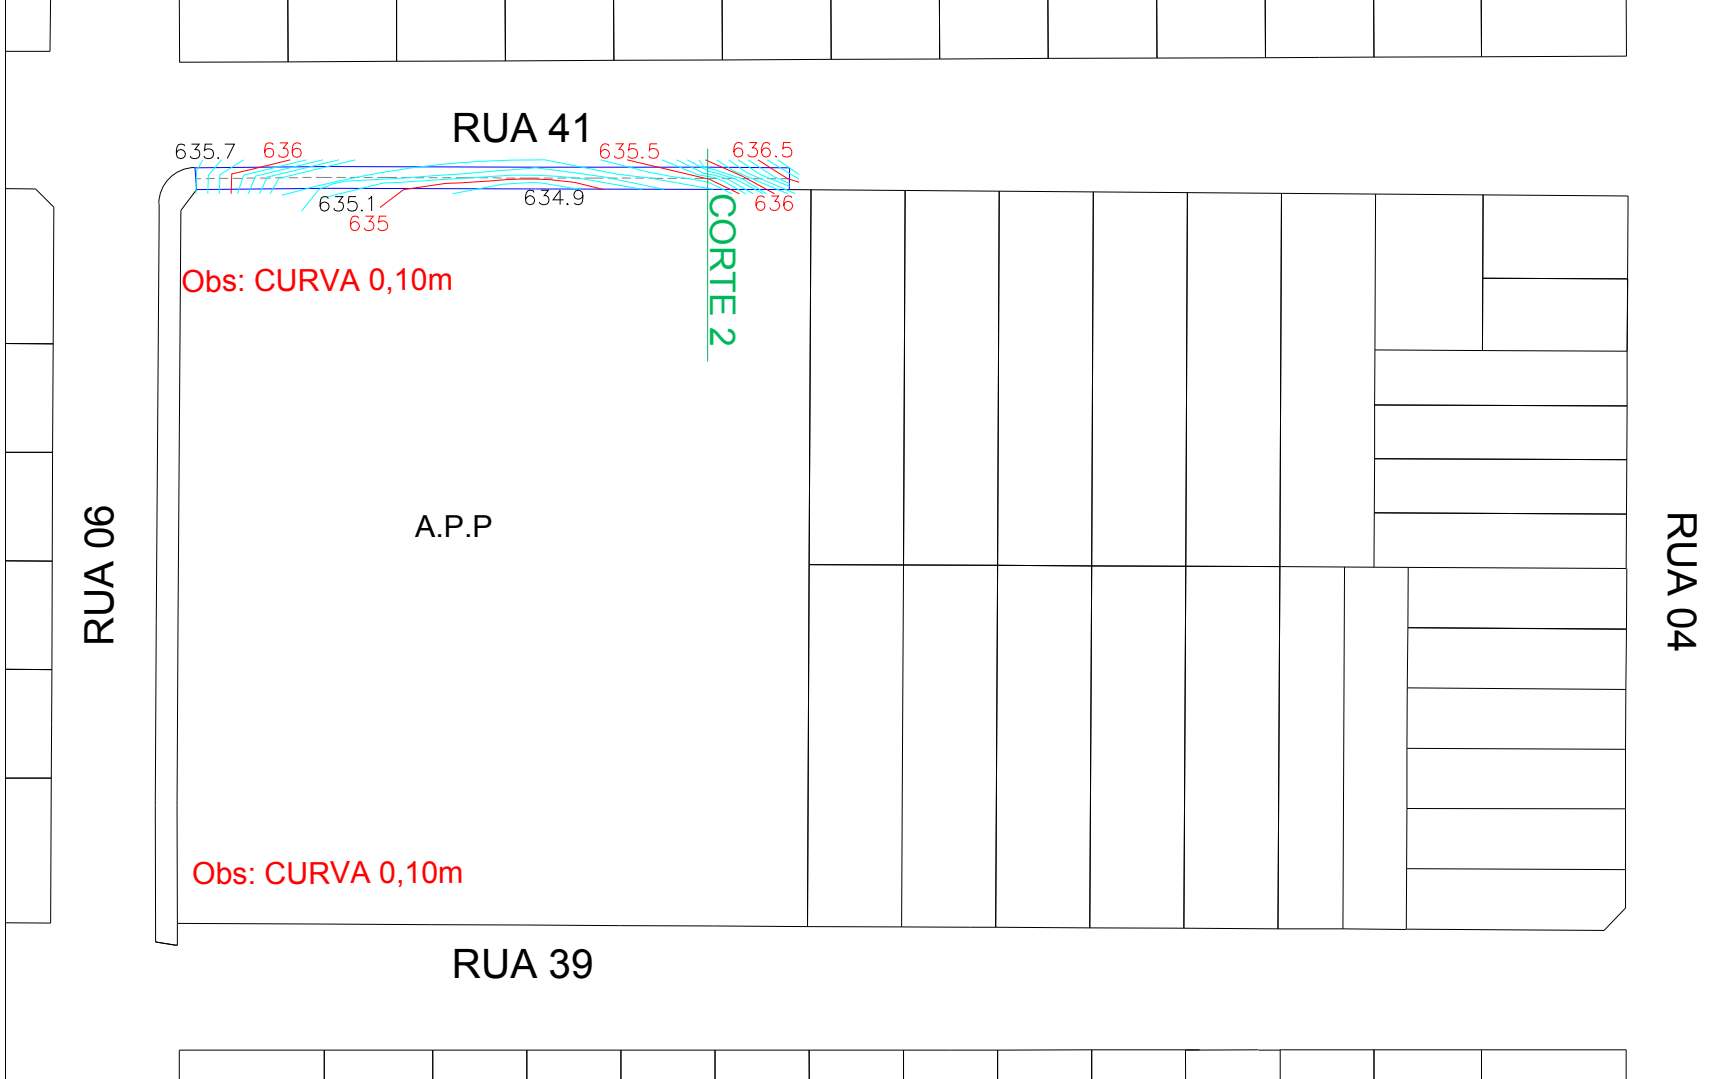 RUA 41
635.7
636
635.5
636.5
635.1
634.9
636
635
CORTE 2
Obs: CURVA 0,10m
A.P.P
RUA 06
RUA 04
Obs: CURVA 0,10m
RUA 39